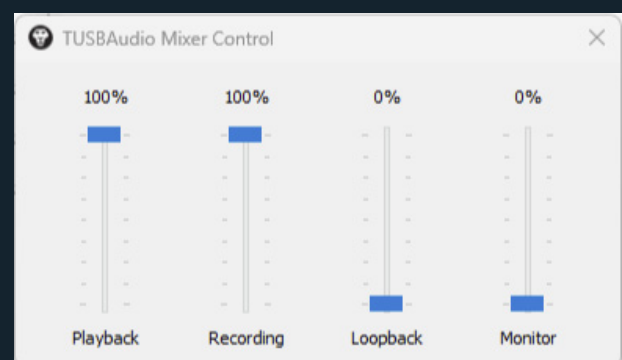 TUSBAudio Mixer Control
100% 100% 0% 0%
Playback Recording Loopback Monitor